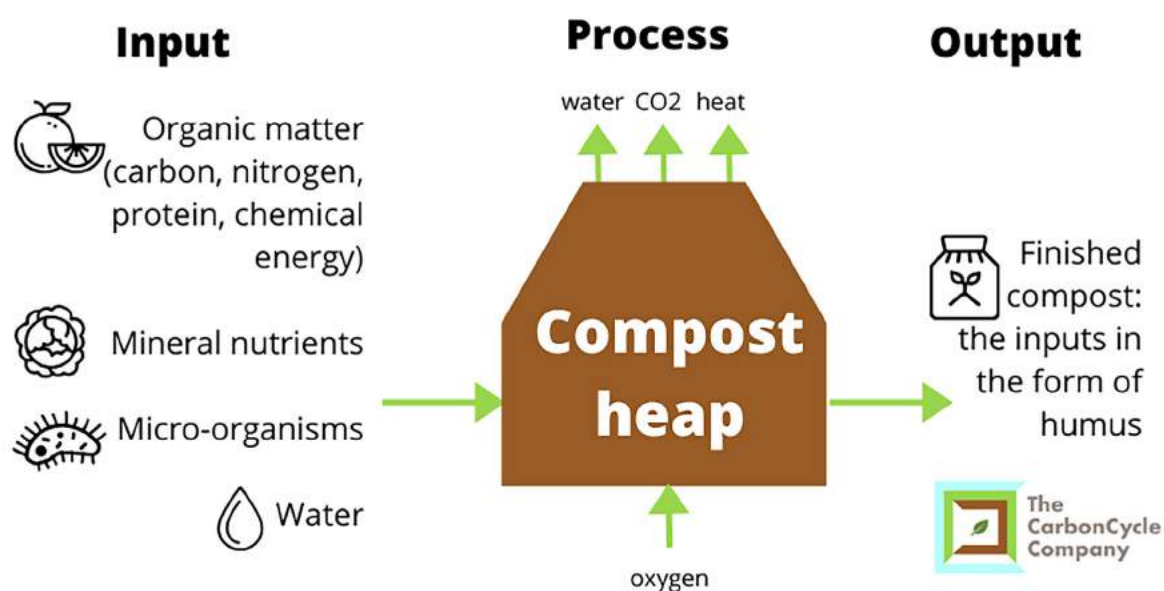 Input
Process
Output
water CO2 heat
Organic matter
(carbon, nitrogen,
protein, chemical
energy)
Mineral nutrients
Micro-organisms
Water
Compost
heap
oxygen
Finished
compost:
the inputs in
the form of
humus
The
CarbonCycle
Company